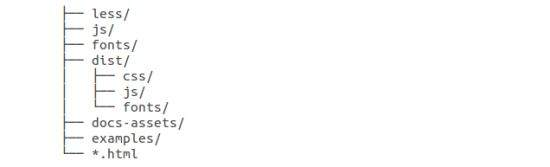 ├── less/
├── js/
├── fonts/
├── dist/
│   ├── css/
│   ├── js/
│   └── fonts/
├── docs-assets/
├── examples/
└── *.html